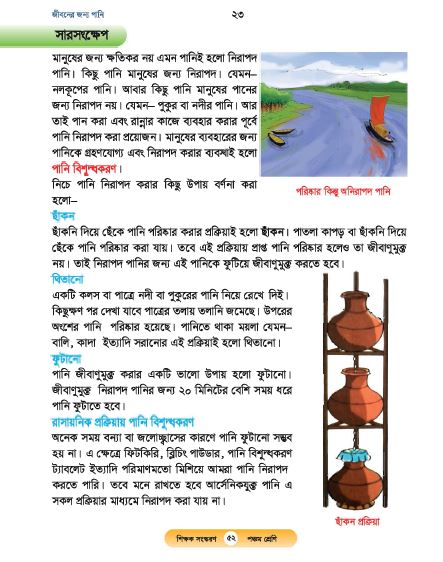 জীবনের জন্য পানি
২৩
সারসংক্ষেপ
মানুষের জন্য ক্ষতিকর নয় এমন পানিই হলো নিরাপদ
পানি। কিছু পানি মানুষের জন্য নিরাপদ। যেমন–
নলকূপের পানি। আবার কিছু পানি মানুষের পানের
জন্য নিরাপদ নয়। যেমন– পুকুর বা নদীর পানি। আর
তাই পান করা এবং রান্নার কাজে ব্যবহার করার পূর্বে
পানি নিরাপদ করা প্রয়োজন। মানুষের ব্যবহারের জন্য
পানিকে গ্রহণযোগ্য এবং নিরাপদ করার ব্যবস্থাই হলো
পানি বিশুদ্ধকরণ।
নিচে পানি নিরাপদ করার কিছু উপায় বর্ণনা করা
হলো–
পরিষ্কার কিন্তু অনিরাপদ পানি
ছাঁকন
ছাঁকনি দিয়ে ছেঁকে পানি পরিষ্কার করার প্রক্রিয়াই হলো ছাঁকন। পাতলা কাপড় বা ছাঁকনি দিয়ে
ছেঁকে পানি পরিষ্কার করা যায়। তবে এই প্রক্রিয়ায় প্রাপ্ত পানি পরিষ্কার হলেও তা জীবাণুমুক্ত
নয়। তাই নিরাপদ পানির জন্য এই পানিকে ফুটিয়ে জীবাণুমুক্ত করতে হবে।
থিতানো
একটি কলস বা পাত্রে নদী বা পুকুরের পানি নিয়ে রেখে দিই।
কিছুক্ষণ পর দেখা যাবে পাত্রের তলায় তলানি জমেছে। উপরের
অংশের পানি পরিষ্কার হয়েছে। পানিতে থাকা ময়লা যেমন–
বালি, কাদা ইত্যাদি সরানোর এই প্রক্রিয়াই হলো থিতানো।
ফুটানো
পানি জীবাণুমুক্ত করার একটি ভালো উপায় হলো ফুটানো।
জীবাণুমুক্ত নিরাপদ পানির জন্য ২০ মিনিটের বেশি সময় ধরে
পানি ফুটাতে হবে।
রাসায়নিক প্রক্রিয়ায় পানি বিশুদ্ধকরণ
অনেক সময় বন্যা বা জলোচ্ছ্বাসের কারণে পানি ফুটানো সম্ভব
হয় না। এ ক্ষেত্রে ফিটকিরি, ব্লিচিং পাউডার, পানি বিশুদ্ধকরণ
ট্যাবলেট ইত্যাদি পরিমাণমতো মিশিয়ে আমরা পানি নিরাপদ
করতে পারি। তবে মনে রাখতে হবে আর্সেনিকযুক্ত পানি এ
সকল প্রক্রিয়ার মাধ্যমে নিরাপদ করা যায় না।
ছাঁকন প্রক্রিয়া
শিক্ষক সংস্করণ ৫২ পঞ্চম শ্রেণি